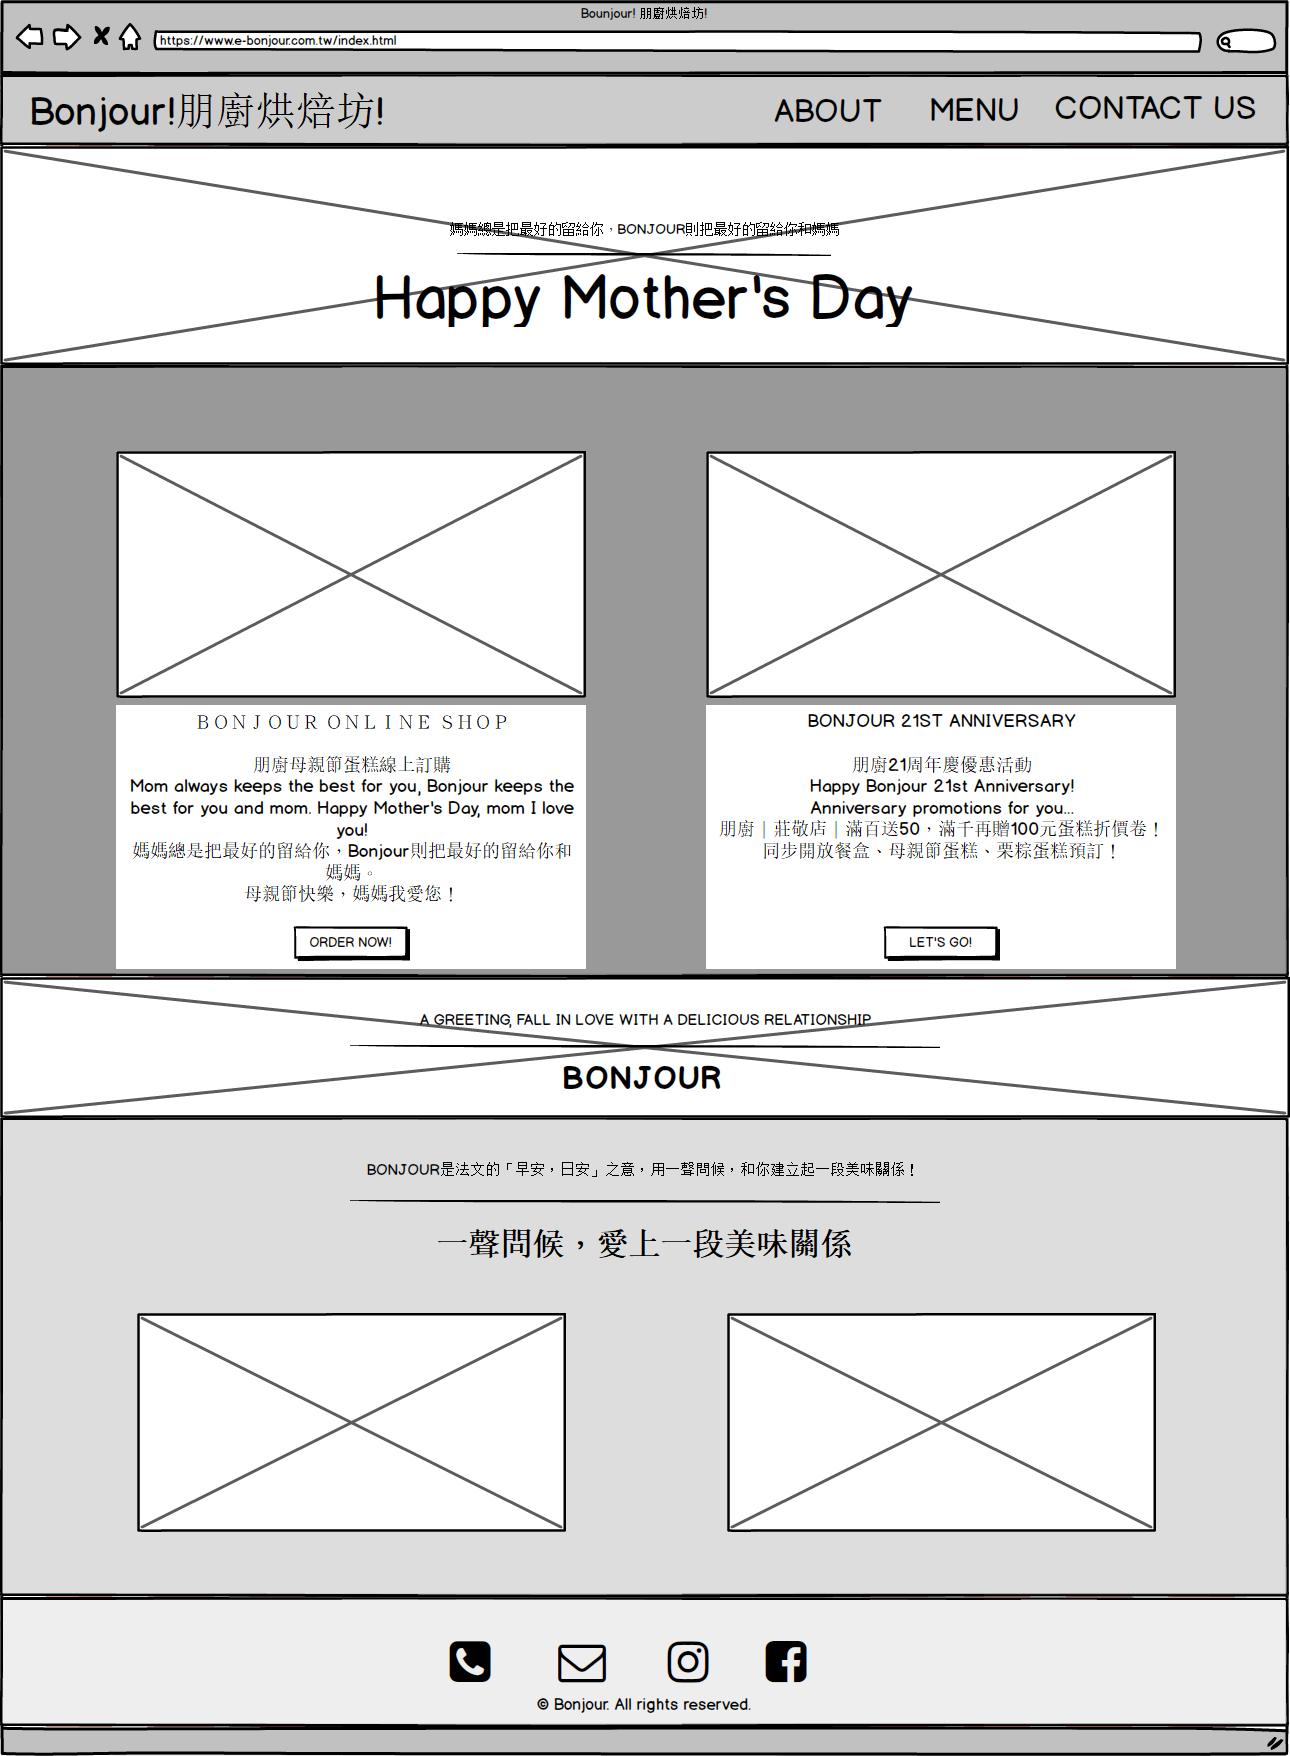 Bounjour! 朋廚烘焙坊!
https://www.e-bonjour.com.tw/index.html
Bonjour!朋廚烘焙坊!
ABOUT
MENU
CONTACT US
媽媽總是把最好的留給你，BONJOUR則把最好的留給你和媽媽
Happy Mother's Day
BONJOUR ONLINE SHOP
朋廚母親節蛋糕線上訂購
Mom always keeps the best for you, Bonjour keeps the
best for you and mom. Happy Mother's Day, mom I love
you!
媽媽總是把最好的留給你，Bonjour則把最好的留給你和
媽媽。
母親節快樂，媽媽我愛您！
ORDER NOW!
BONJOUR 21ST ANNIVERSARY
朋廚21周年慶優惠活動
Happy Bonjour 21st Anniversary!
Anniversary promotions for you...
朋廚｜莊敬店｜滿百送50，滿千再贈100元蛋糕折價卷！
同步開放餐盒、母親節蛋糕、栗粽蛋糕預訂！
LET'S GO!
A GREETING, FALL IN LOVE WITH A DELICIOUS RELATIONSHIP
BONJOUR
BONJOUR是法文的「早安，日安」之意，用一聲問候，和你建立起一段美味關係！
一聲問候，愛上一段美味關係
© Bonjour. All rights reserved.